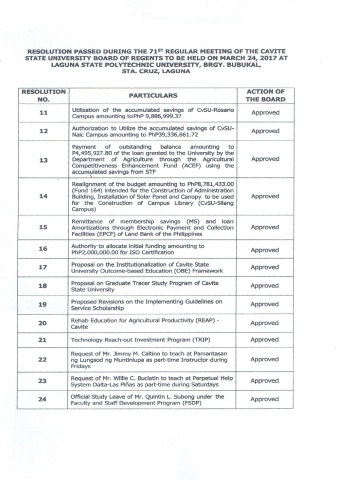 RESOLUTION PASSED DURING THE 71ST REGULAR MEETING OF THE CAVITE
STATE UNIVERSITY BOARD OF REGENTS TO BE HELD ON MARCH 24, 2017 AT
LAGUNA STATE POLYTECHNIC UNIVERSITY, BRGY. BUBUKAL,
STA. CRUZ, LAGUNA
RESOLUTION NO. PARTICULARS ACTION OF THE BOARD
11 Utilization of the accumulated savings of CvSU-Rosario
Campus amounting toPhP 9,886,999.37 Approved
12 Authorization to Utilize the accumulated savings of CvSU-
Naic Campus amounting to PhP39,336,661.72 Approved
13 Payment of outstanding balance amounting to
P4,495,927.80 of the loan granted to the University by the
Department of Agriculture through the Agricultural
Competitiveness Enhancement Fund (ACEF) using the
accumulated savings from STF Approved
14 Realignment of the budget amounting to PhP8,781,433.00
(Fund 164) intended for the Construction of Administration
Building, Installation of Solar Panel and Canopy to be used
for the Construction of Campus Library (CvSU-Silang
Campus) Approved
15 Remittance of membership savings (MS) and loan
Amortizations through Electronic Payment and Collection
Facilities (EPCF) of Land Bank of the Philippines Approved
16 Authority to allocate initial funding amounting to
PhP2,000,000.00 for ISO Certification Approved
17 Proposal on the Institutionalization of Cavite State
University Outcome-based Education (OBE) Framework Approved
18 Proposal on Graduate Tracer Study Program of Cavite
State University Approved
19 Proposed Revisions on the Implementing Guidelines on
Service Scholarship Approved
20 Rehab Education for Agricultural Productivity (REAP) -
Cavite Approved
21 Technology Reach-out Investment Program (TRIP) Approved
22 Request of Mr. Jimmy M. Caltino to teach at Pamantasan
ng Lungsod ng Muntinlupa as part-time Instructor during
Fridays Approved
23 Request of Mr. Willie C. Buclatin to teach at Perpetual Help
System Dalta-Las Piñas as part-time during Saturdays Approved
24 Official Study Leave of Mr. Quintin L. Subong under the
Faculty and Staff Development Program (FSDP) Approved